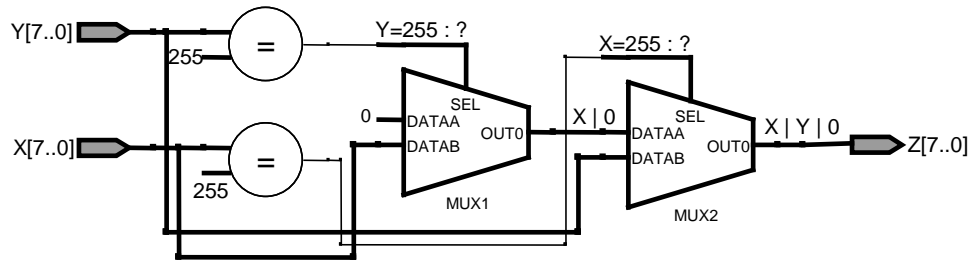 Y[7..0]
255
=
Y=255 : ?
X=255 : ?
X[7..0]
255
=
0
SEL
DATAA
DATAB
OUT0
MUX1
X | 0
SEL
DATAA
DATAB
OUT0
MUX2
X | Y | 0
Z[7..0]